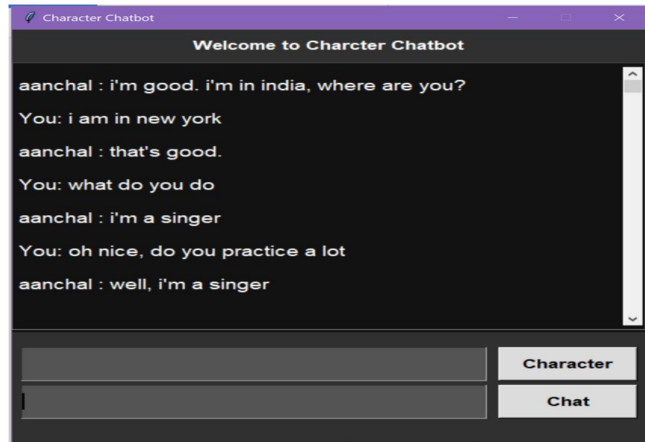 Character Chatbot
Welcome to Charcter Chatbot
aanchal : i'm good. i'm in india, where are you?
You: i am in new york
aanchal : that's good.
You: what do you do
aanchal : i'm a singer
You: oh nice, do you practice a lot
aanchal : well, i'm a singer
Character
Chat